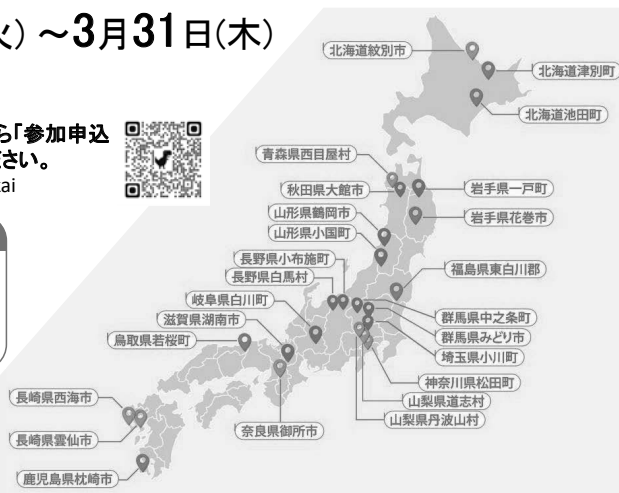 火) ～3月31日(木)
ら「参加申込
ださい。
kai
北海道紋別市
北海道津別町
北海道池田町
青森県西目屋村
秋田県大館市
岩手県一戸町
山形県鶴岡市
岩手県花巻市
山形県小国町
長野県小布施町
福島県東白川郡
長野県白馬村
岐阜県白川町
群馬県中之条町
滋賀県湖南市
群馬県みどり市
鳥取県若桜町
埼玉県小川町
神奈川県松田町
長崎県西海市
山梨県道志村
山梨県丹波山村
奈良県御所市
長崎県雲仙市
鹿児島県枕崎市